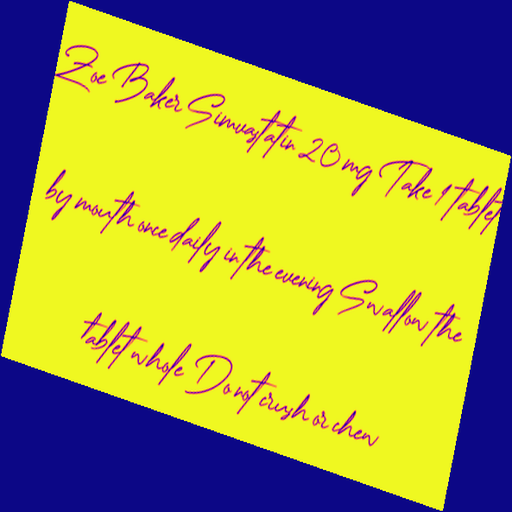 Zoe Baker Simvastatin 20 mg Take 1 tablet
by mouth once daily in the evening Swallow the
tablet whole Do not crush or chew